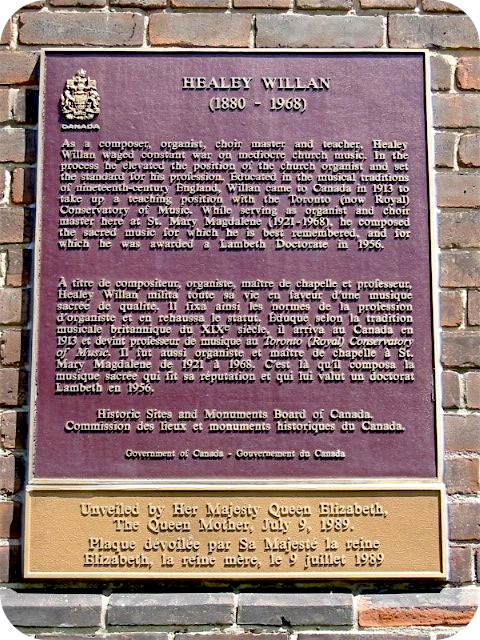 HEALEY WILLAN
(1880 - 1968)
CANADA
As a composer, organist, choir master and teacher, Healey
Willan waged constant war on mediocre church music. In the
process he elevated the position of the church organist and set
the standard for his profession. Educated in the musical traditions
of nineteenth-century England, Willan came to Canada in 1913 to
take up a teaching position with the Toronto (now Royal)
Conservatory of Music. While serving as organist and choir
master here at St. Mary Magdalene (1921-1968), he composed
the sacred music for which he is best remembered, and for
which he was awarded a Lambeth Doctorate in 1956.
À titre de compositeur, organiste, maître de chapelle et professeur,
Healey Willan milita toute sa vie en faveur d'une musique
sacrée de qualité. Il fixa ainsi les normes de la profession
d'organiste et en rehaussa le statut. Éduqué selon la tradition
musicale britannique du XIXe siècle, il arriva au Canada en
1913 et devint professeur de musique au Toronto (Royal) Conservatory
of Music. Il fut aussi organiste et maître de chapelle à St.
Mary Magdalene de 1921 à 1968. C'est là qu'il composa la
musique sacrée qui fit sa réputation et qui lui valut un doctorat
Lambeth en 1956.
Historic Sites and Monuments Board of Canada.
Commission des lieux et monuments historiques du Canada.
Government of Canada - Gouvernement du Canada
Unveiled by Her Majesty Queen Elizabeth,
The Queen Mother, July 9, 1989.
Plaque dévoilée par Sa Majesté la reine
Elizabeth, la reine mère, le 9 juillet 1989